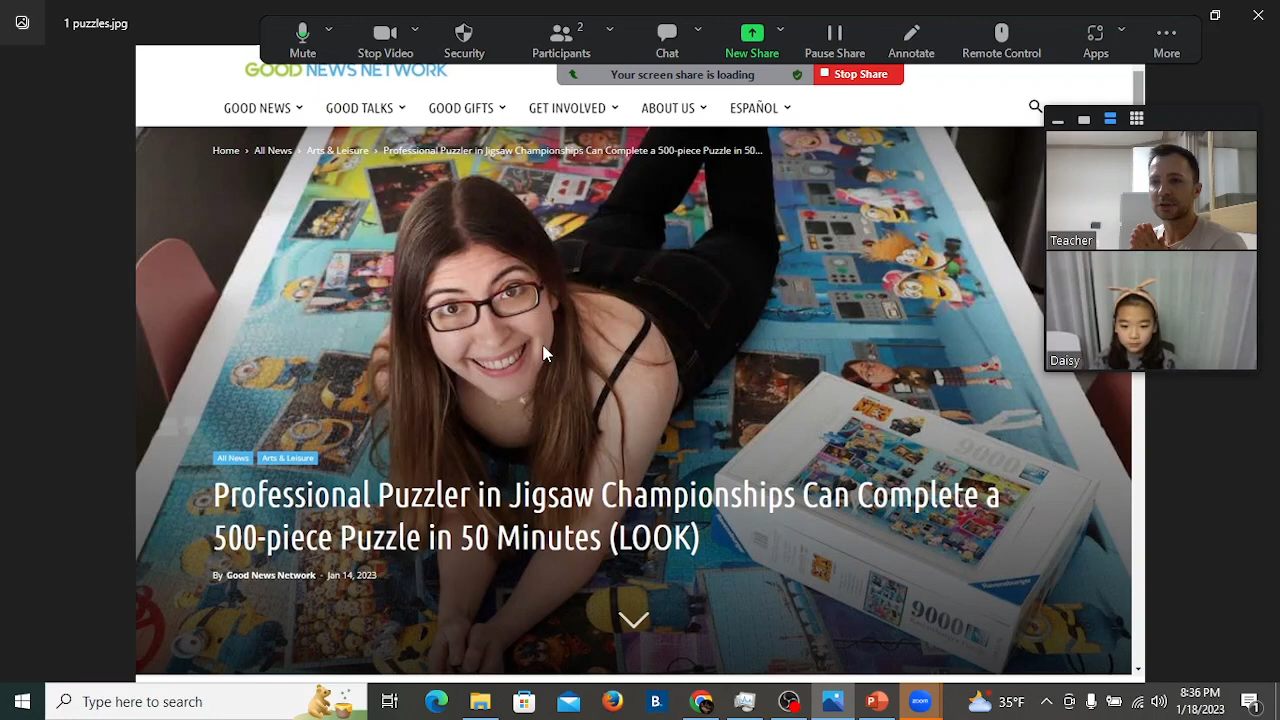 1 puzzles.jpg
Mute
Stop Video
Security
2
Participants
Chat
New Share
Pause Share
Annotate
Remote Control
Apps
More
GOOD NEWS NETWORK
Your screen share is loading
Stop Share
GOOD NEWS
GOOD TALKS
GOOD GIFTS
GET INVOLVED
ABOUT US
ESPAÑOL
Home › All News › Arts & Leisure › Professional Puzzler in Jigsaw Championships Can Complete a 500-piece Puzzle in 50...
Teacher
Daisy
All News
Arts & Leisure
Professional Puzzler in Jigsaw Championships Can Complete a
500-piece Puzzle in 50 Minutes (LOOK)
By Good News Network - Jan 14, 2023
9000
Ravensburger
9000
Type here to search
B.
P
zoom
35°F
8:36 PM
1/18/2023
1